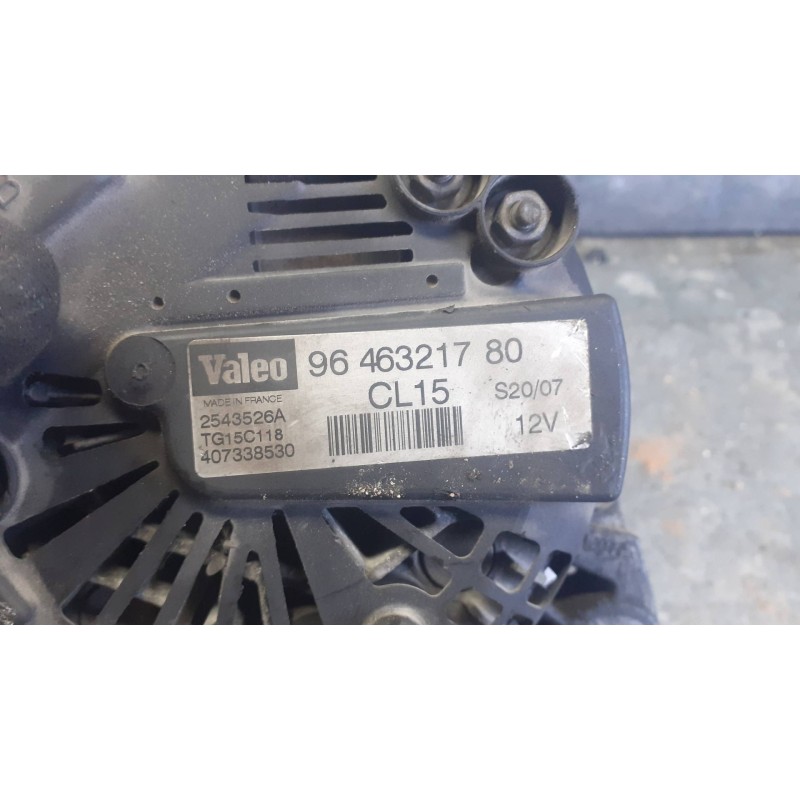 Valeo 96 463217 80
MADE IN FRANCE CL15 S20/07
2543526A
TG15C118 12V
407338530